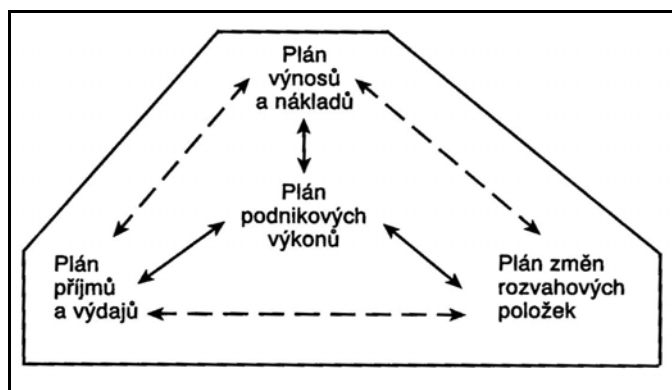 Plán
výnosů
a nákladů
Plán
podnikových
výkonů
Plán
příjmů
a výdajů
Plán změn
rozvahových
položek